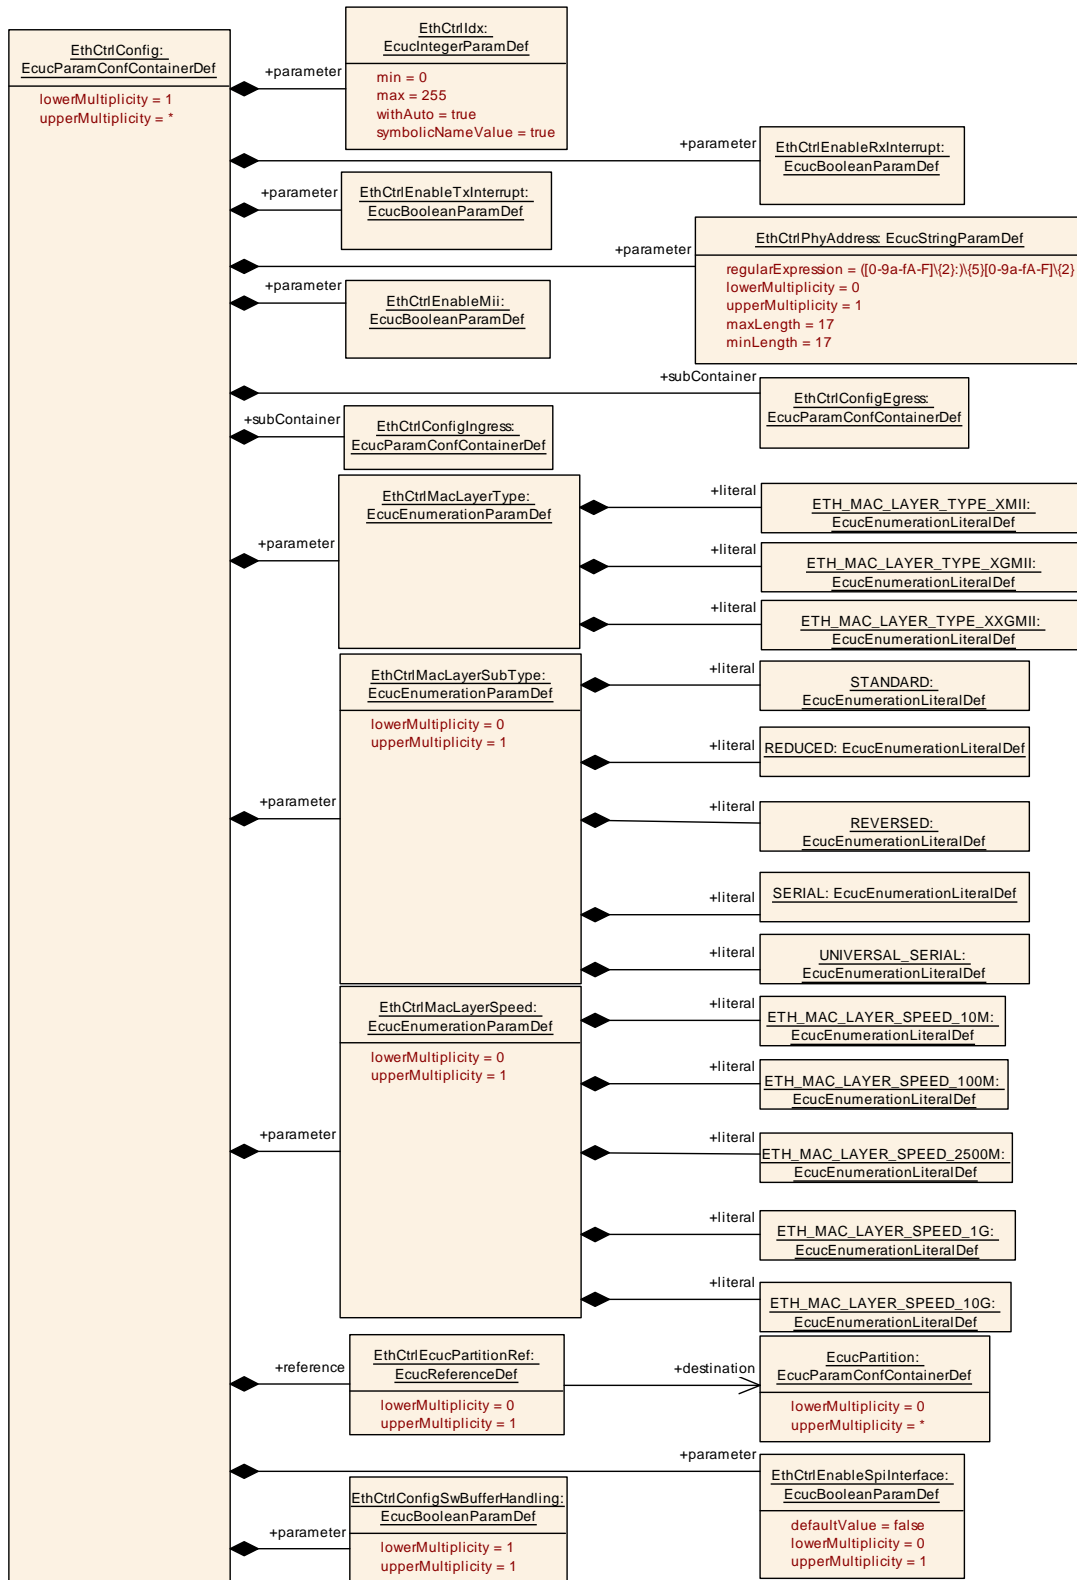 EthCtrlConfig:
EcucParamConfContainerDef
lowerMultiplicity = 1
upperMultiplicity = *
+parameter
EthCtrlIdx:
EcucIntegerParamDef
min = 0
max = 255
withAuto = true
symbolicNameValue = true
+parameter
EthCtrlEnableRxInterrupt:
EcucBooleanParamDef
+parameter
EthCtrlEnableTxInterrupt:
EcucBooleanParamDef
+parameter
EthCtrlPhyAddress: EcucStringParamDef
regularExpression = ([0-9a-fA-F]\{2}:)\{5}[0-9a-fA-F]\{2}
lowerMultiplicity = 0
upperMultiplicity = 1
maxLength = 17
minLength = 17
+parameter
EthCtrlEnableMii:
EcucBooleanParamDef
+subContainer
EthCtrlConfigEgress:
EcucParamConfContainerDef
+subContainer
EthCtrlConfigIngress:
EcucParamConfContainerDef
+parameter
EthCtrlMacLayerType:
EcucEnumerationParamDef
+literal
ETH_MAC_LAYER_TYPE_XMII:
EcucEnumerationLiteralDef
+literal
ETH_MAC_LAYER_TYPE_XGMII:
EcucEnumerationLiteralDef
+literal
ETH_MAC_LAYER_TYPE_XXGMII:
EcucEnumerationLiteralDef
+parameter
EthCtrlMacLayerSubType:
EcucEnumerationParamDef
lowerMultiplicity = 0
upperMultiplicity = 1
+literal
STANDARD:
EcucEnumerationLiteralDef
+literal
REDUCED: EcucEnumerationLiteralDef
+literal
REVERSED:
EcucEnumerationLiteralDef
+literal
SERIAL: EcucEnumerationLiteralDef
+literal
UNIVERSAL_SERIAL:
EcucEnumerationLiteralDef
+parameter
EthCtrlMacLayerSpeed:
EcucEnumerationParamDef
lowerMultiplicity = 0
upperMultiplicity = 1
+literal
ETH_MAC_LAYER_SPEED_10M:
EcucEnumerationLiteralDef
+literal
ETH_MAC_LAYER_SPEED_100M:
EcucEnumerationLiteralDef
+literal
ETH_MAC_LAYER_SPEED_2500M:
EcucEnumerationLiteralDef
+literal
ETH_MAC_LAYER_SPEED_1G:
EcucEnumerationLiteralDef
+literal
ETH_MAC_LAYER_SPEED_10G:
EcucEnumerationLiteralDef
+reference
EthCtrlEcucPartitionRef:
EcucReferenceDef
lowerMultiplicity = 0
upperMultiplicity = 1
+destination
EcucPartition:
EcucParamConfContainerDef
lowerMultiplicity = 0
upperMultiplicity = *
+parameter
EthCtrlEnableSpiInterface:
EcucBooleanParamDef
defaultValue = false
lowerMultiplicity = 0
upperMultiplicity = 1
+parameter
EthCtrlConfigSwBufferHandling:
EcucBooleanParamDef
lowerMultiplicity = 1
upperMultiplicity = 1